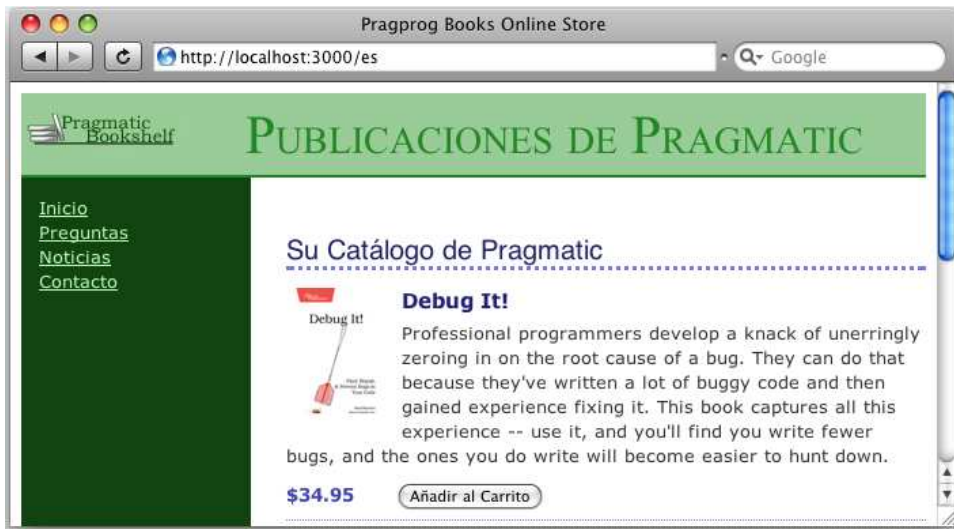 Pragprog Books Online Store
http://localhost:3000/es
Google
Pragmatic
Bookshelf
PUBLICACIONES DE PRAGMATIC
Inicio
Preguntas
Noticias
Contacto
Su Catálogo de Pragmatic
Debug It!
Debug It!
Professional programmers develop a knack of unerringly
zeroing in on the root cause of a bug. They can do that
because they've written a lot of buggy code and then
gained experience fixing it. This book captures all this
experience -- use it, and you'll find you write fewer
bugs, and the ones you do write will become easier to hunt down.
$34.95
Añadir al Carrito